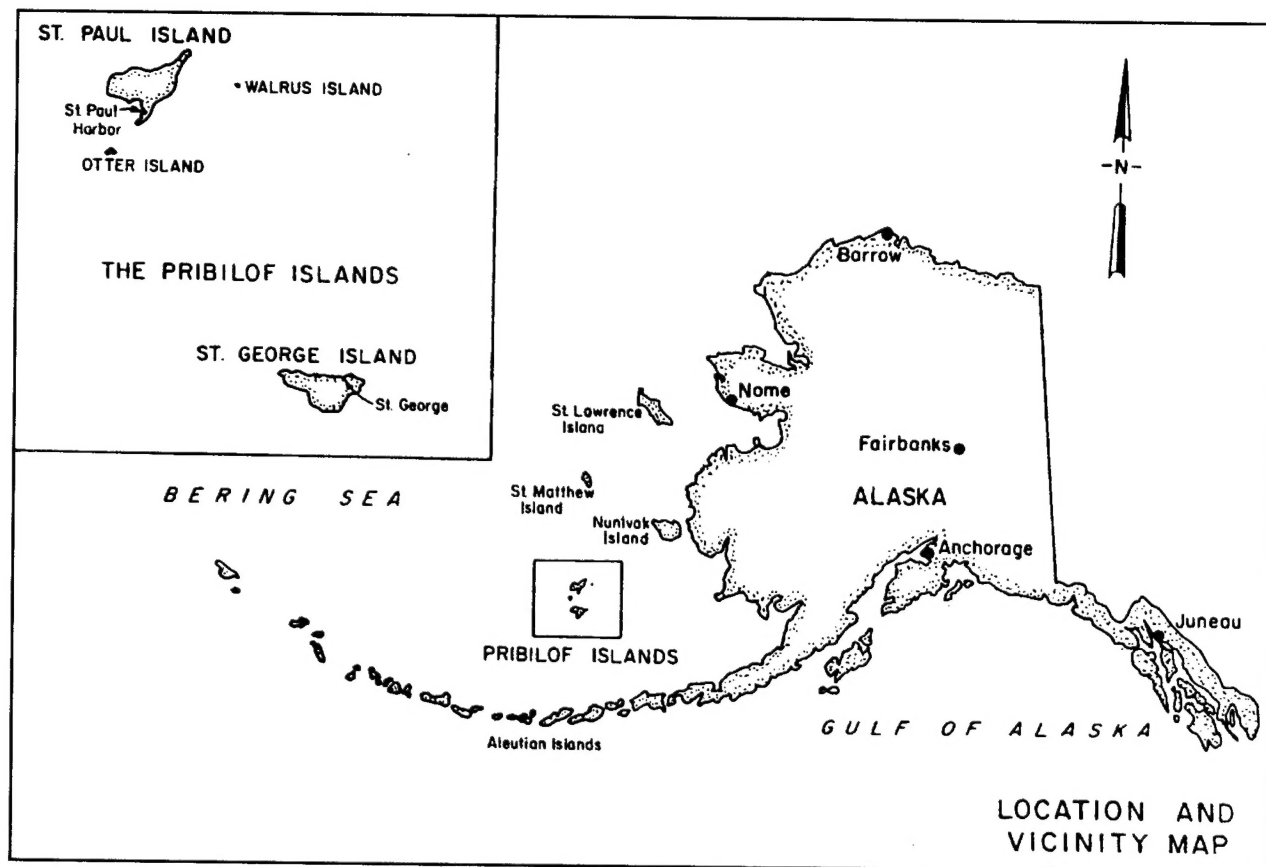 ST. PAUL ISLAND
WALRUS ISLAND
St. Paul
Harbor
OTTER ISLAND
THE PRIBILOF ISLANDS
ST. GEORGE ISLAND
St. George
-N-
Barrow
Nome
St. Lawrence
Island
Fairbanks
BERING SEA
St. Matthew
Island
ALASKA
Nunivak
Island
Anchorage
Juneau
PRIBILOF ISLANDS
GULF OF ALASKA
Aleutian Islands
LOCATION AND
VICINITY MAP